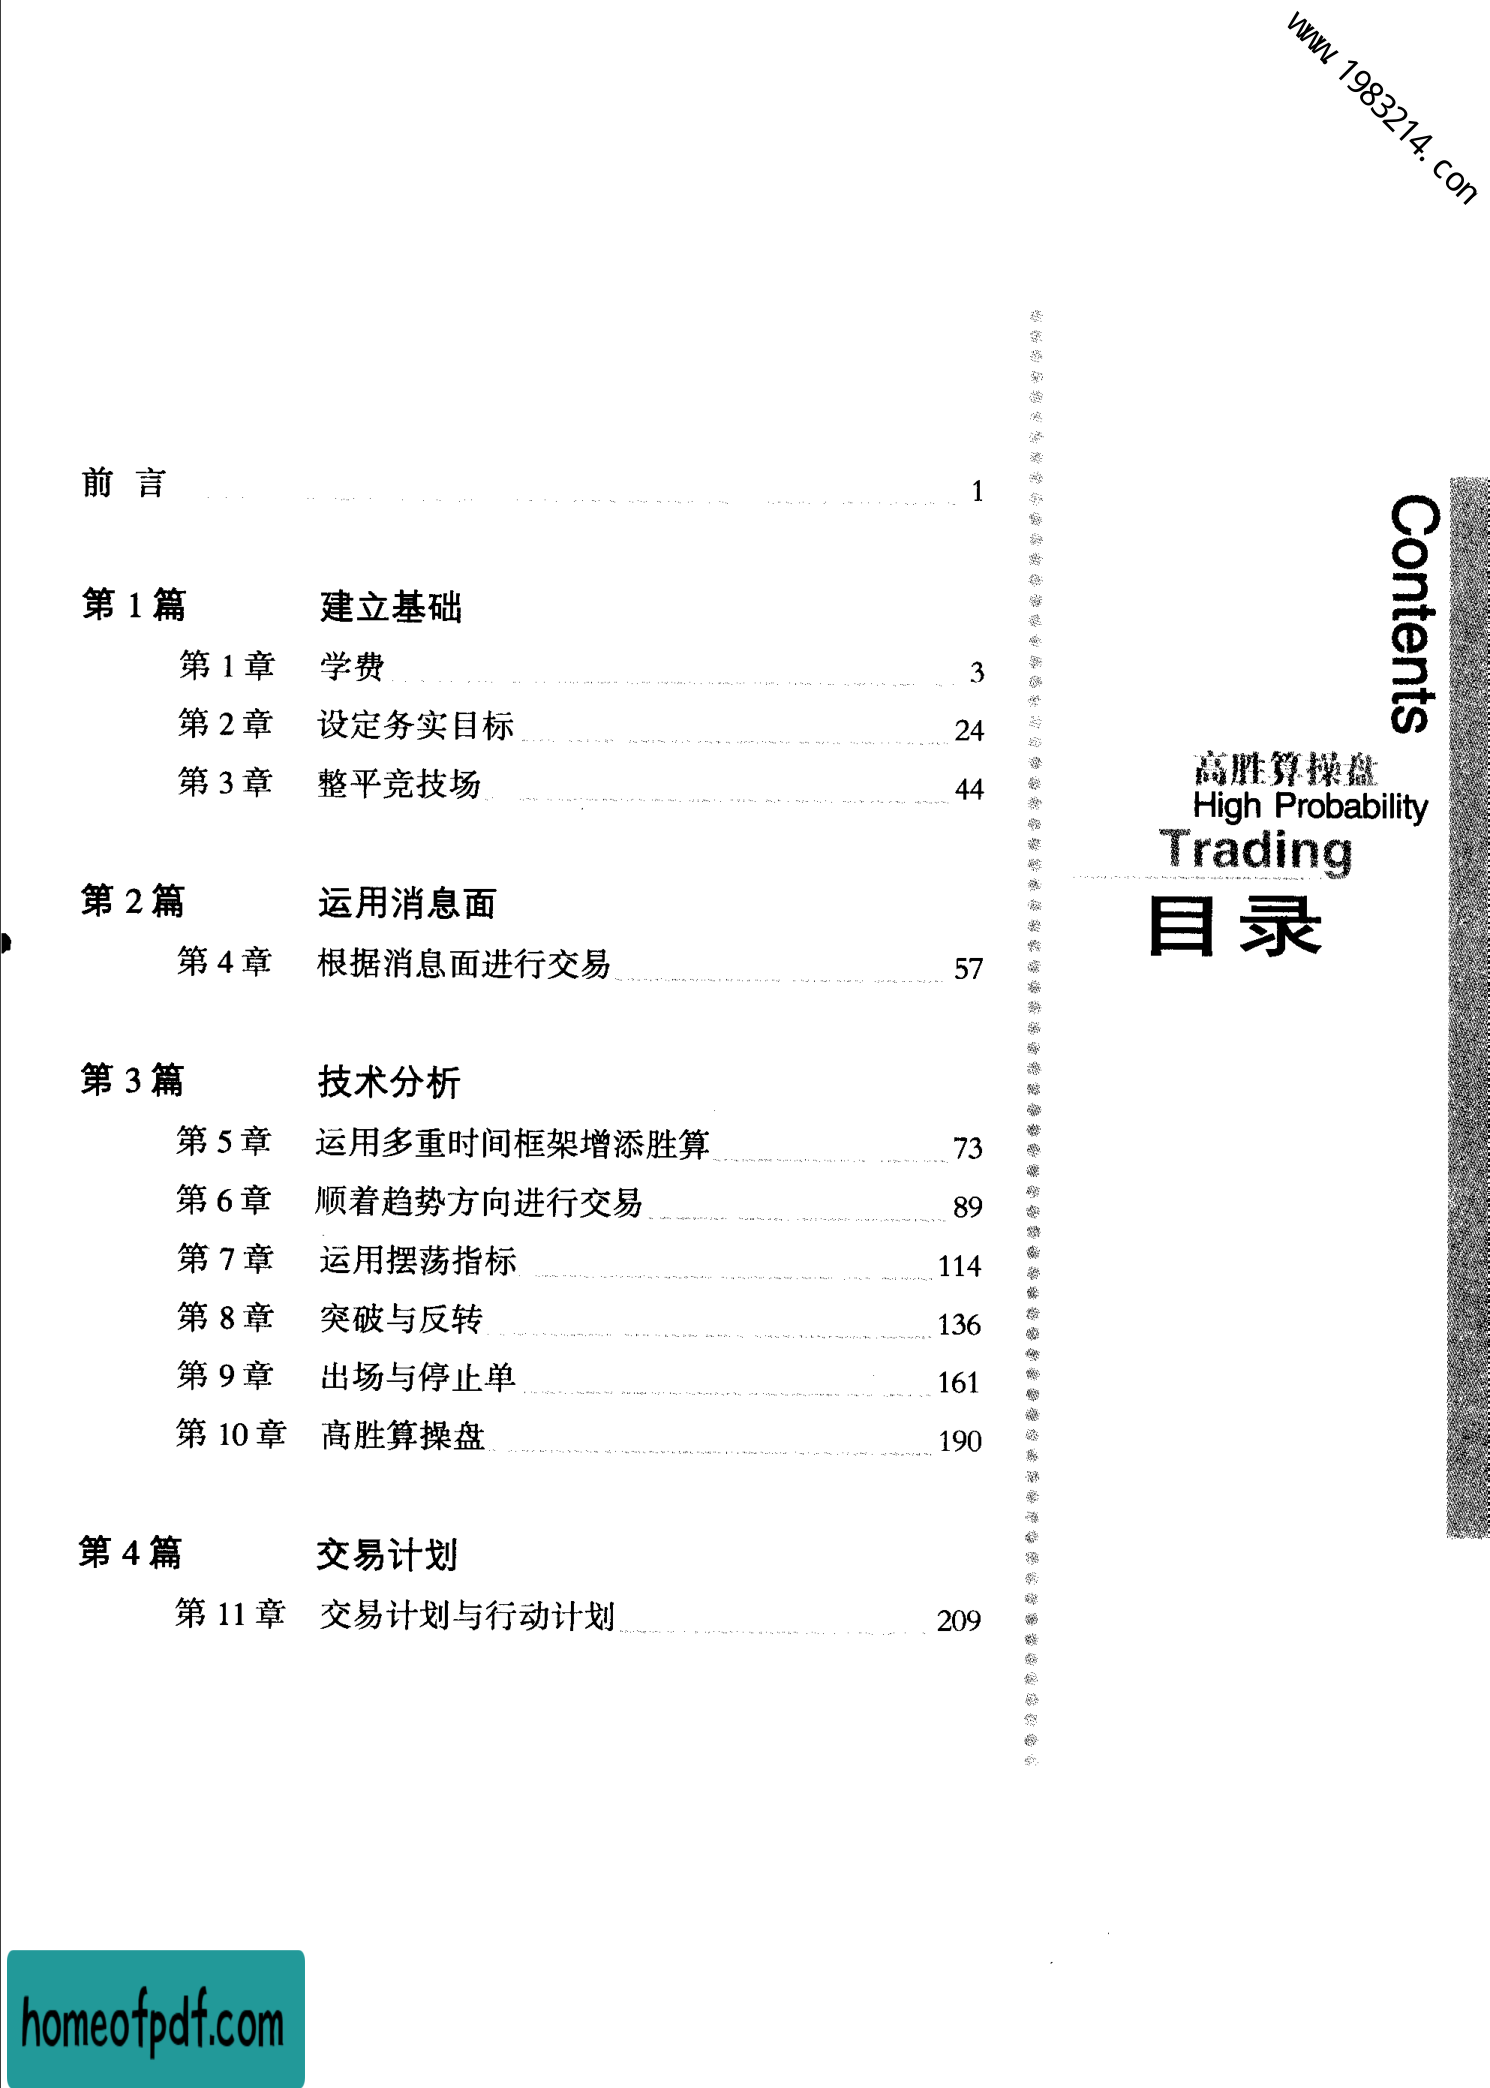 www.1983214.con
前 言 1
第 1 篇 建立基础
第 1 章 学费 3
第 2 章 设定务实目标 24
第 3 章 整平竞技场 44
第 2 篇 运用消息面
第 4 章 根据消息面进行交易 57
第 3 篇 技术分析
第 5 章 运用多重时间框架增添胜算 73
第 6 章 顺着趋势方向进行交易 89
第 7 章 运用摆荡指标 114
第 8 章 突破与反转 136
第 9 章 出场与停止单 161
第 10 章 高胜算操盘 190
第 4 篇 交易计划
第 11 章 交易计划与行动计划 209
Contents
高胜算操盘
High Probability
Trading
目录
homeofpdf.com